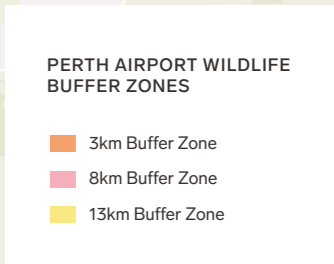 PERTH AIRPORT WILDLIFE
BUFFER ZONES
3km Buffer Zone
8km Buffer Zone
13km Buffer Zone